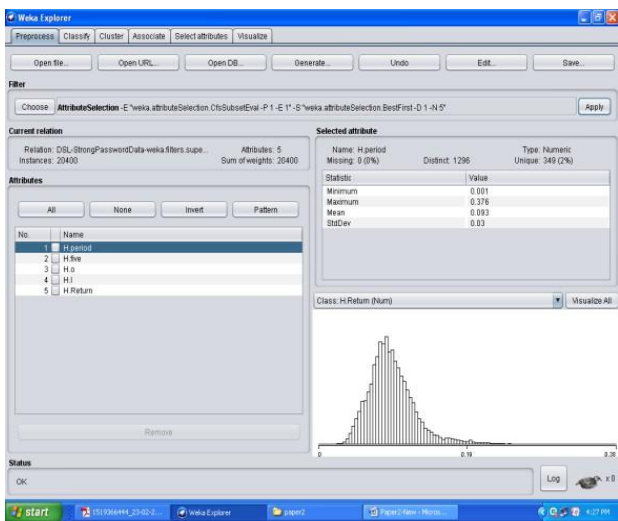 Weka Explorer
Preprocess Classify Cluster Associate Select attributes Visualize
Open file... Open URL... Open DB... Generate... Undo Edit... Save...
Filter
Choose AttributeSelection -E "weka.attributeSelection.CfsSubsetEval -P 1 -E 1" -S "weka.attributeSelection.BestFirst -D 1 -N 5" Apply
Current relation
Relation: DSL-StrongPasswordData-weka.filters.supe... Attributes: 5
Instances: 20400 Sum of weights: 20400
Attributes
All None Invert Pattern
No. Name
1 H.period
2 H.five
3 H.o
4 H.l
5 H.Return
Remove
Selected attribute
Name: H.period Type: Numeric
Missing: 0 (0%) Distinct: 1296 Unique: 349 (2%)
Statistic Value
Minimum 0.001
Maximum 0.376
Mean 0.093
StdDev 0.03
Class: H.Return (Num) Visualize All
0 0.19 0.38
Status
OK Log x 0
start 1519366444_23-02-2... Weka Explorer paper2 Paper2-New - Micros... 4:27 PM